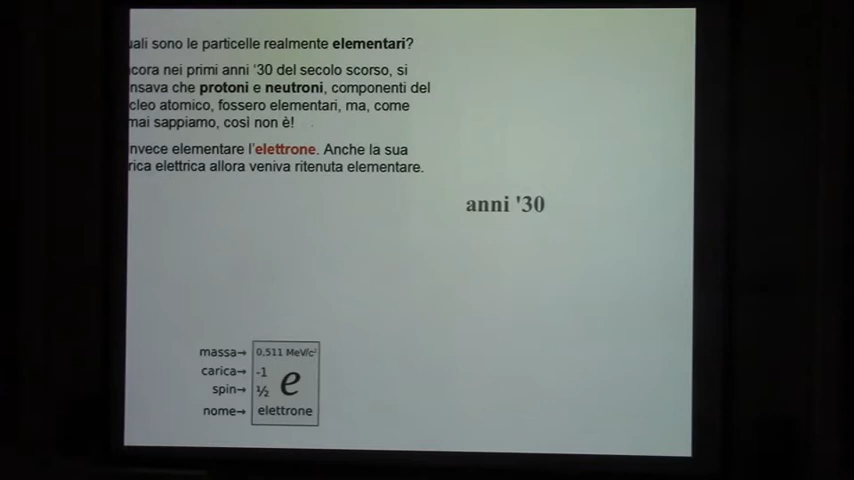 ali sono le particelle realmente elementari?
cora nei primi anni '30 del secolo scorso, si
nsava che protoni e neutroni, componenti del
cleo atomico, fossero elementari, ma, come
mai sappiamo, così non è!
nvece elementare l'elettrone. Anche la sua
rica elettrica allora veniva ritenuta elementare.
anni '30
massa→ 0,511 MeV/c²
carica→ -1
spin→ ½ e
nome→ elettrone